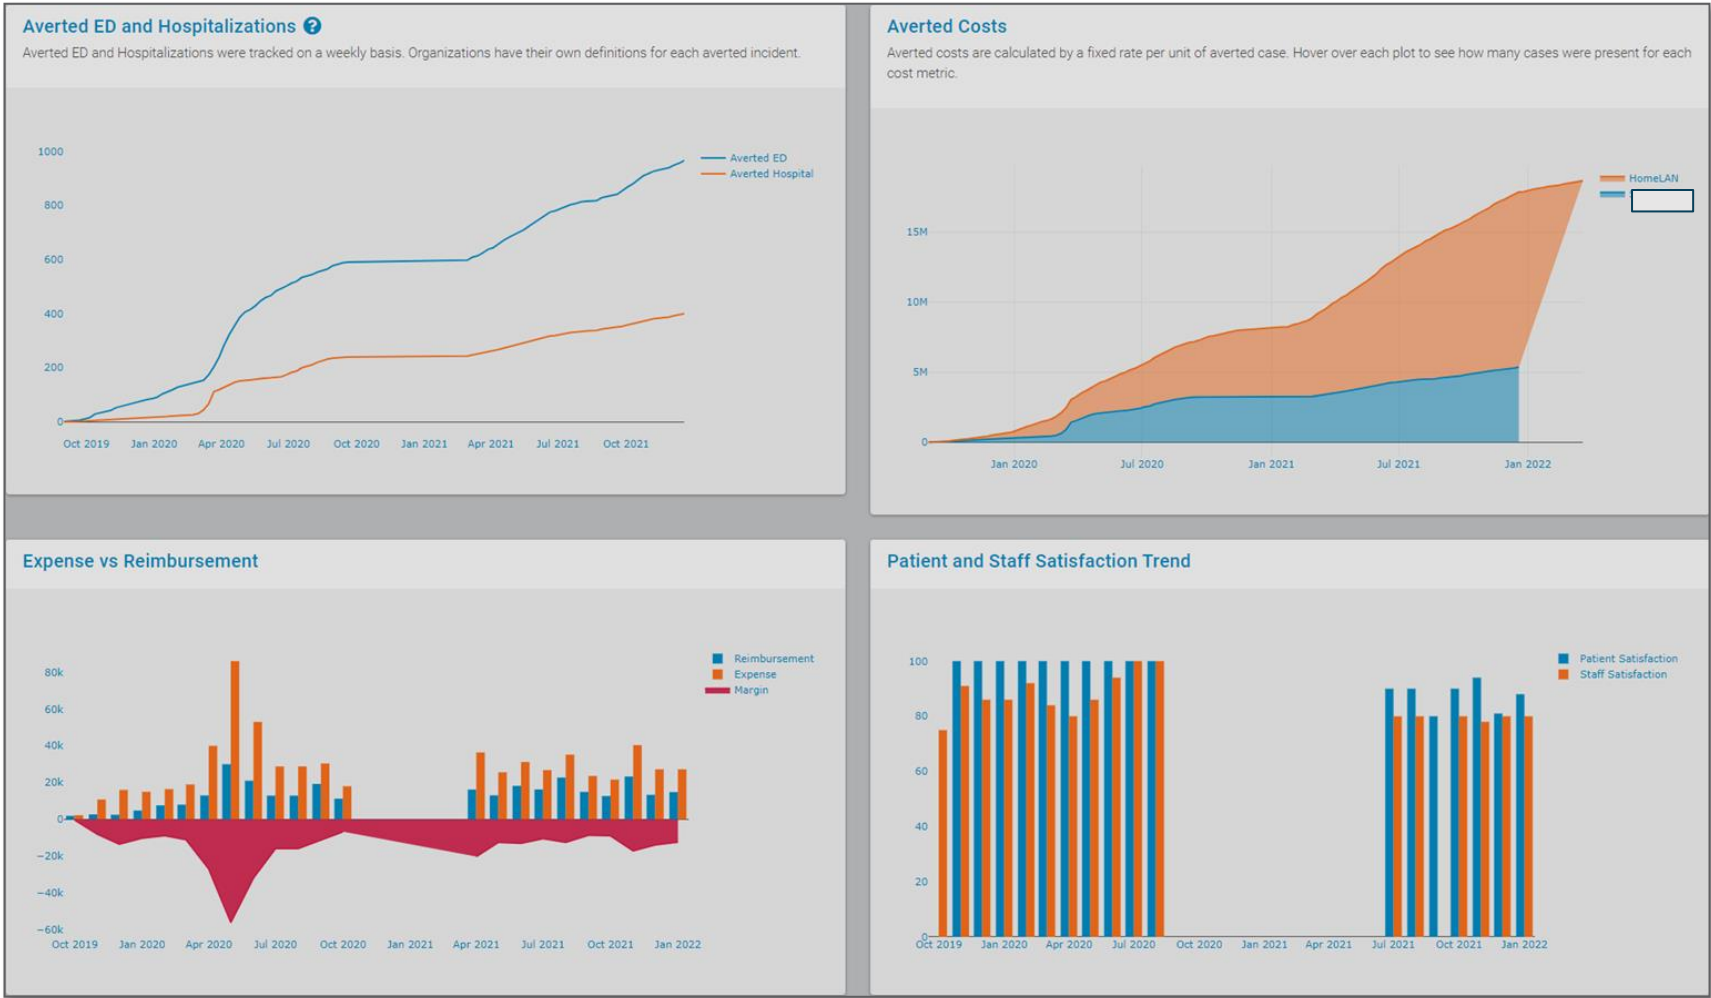 Averted ED and Hospitalizations ?
Averted ED and Hospitalizations were tracked on a weekly basis. Organizations have their own definitions for each averted incident.
1000
800
600
400
200
0
Oct 2019 Jan 2020 Apr 2020 Jul 2020 Oct 2020 Jan 2021 Apr 2021 Jul 2021 Oct 2021
Averted ED
Averted Hospital
Averted Costs
Averted costs are calculated by a fixed rate per unit of averted case. Hover over each plot to see how many cases were present for each
cost metric.
15M
10M
5M
0
Jan 2020 Jul 2020 Jan 2021 Jul 2021 Jan 2022
HomeLAN
Expense vs Reimbursement
80k
60k
40k
20k
0
−20k
−40k
−60k
Oct 2019 Jan 2020 Apr 2020 Jul 2020 Oct 2020 Jan 2021 Apr 2021 Jul 2021 Oct 2021 Jan 2022
Reimbursement
Expense
Margin
Patient and Staff Satisfaction Trend
100
80
60
40
20
0
Oct 2019 Jan 2020 Apr 2020 Jul 2020 Oct 2020 Jan 2021 Apr 2021 Jul 2021 Oct 2021 Jan 2022
Patient Satisfaction
Staff Satisfaction